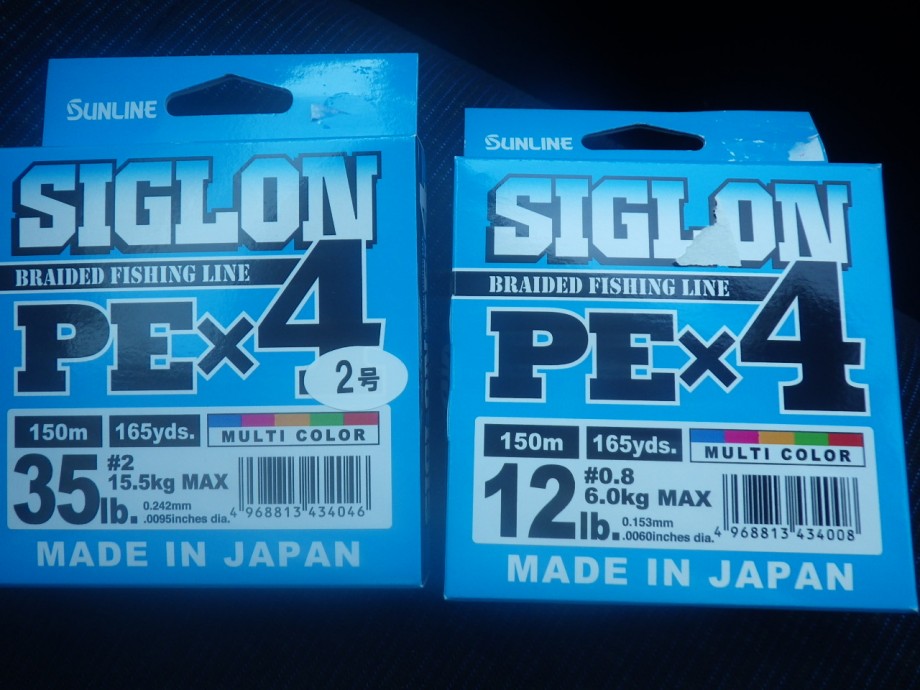 SUNLINE
SIGLON
BRAIDED FISHING LINE
PE×4
2号
150m 165yds. MULTI COLOR
35lb. #2
15.5kg MAX
0.242mm
.0095inches dia.
4 968813 434046
MADE IN JAPAN
SUNLINE
SIGLON
BRAIDED FISHING LINE
PE×4
150m 165yds. MULTI COLOR
12lb. #0.8
6.0kg MAX
0.153mm
.0060inches dia.
4 968813 434008
MADE IN JAPAN